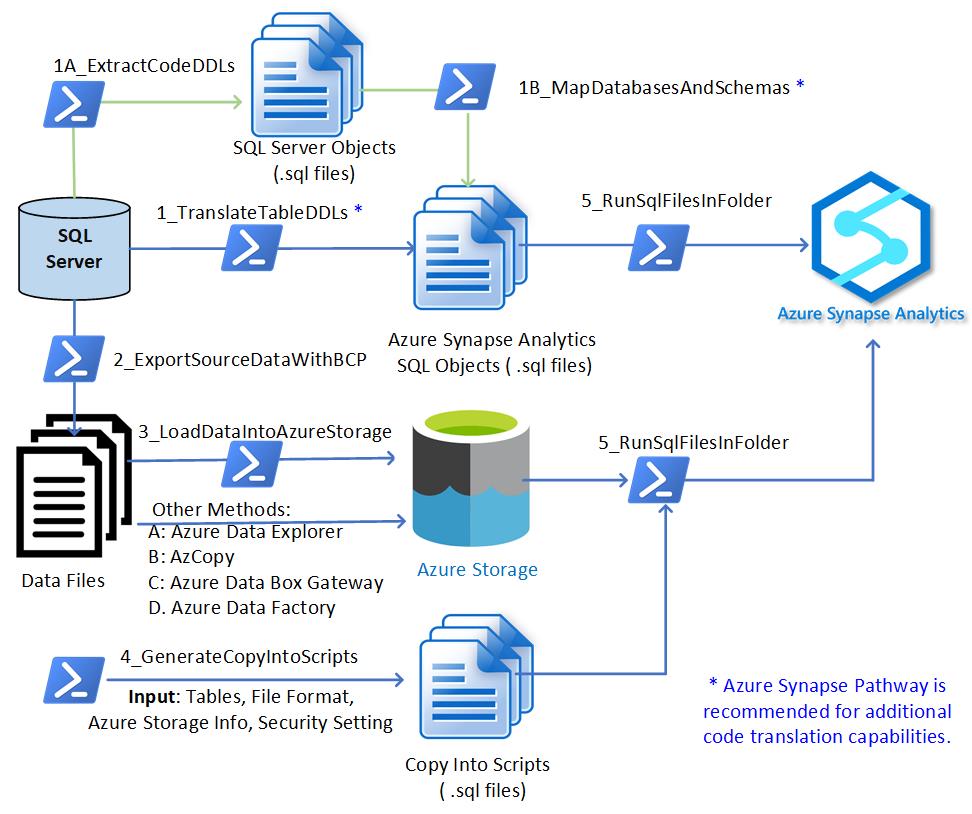 1A_ExtractCodeDDLs
1B_MapDatabasesAndSchemas *
SQL Server Objects
(.sql files)
SQL
Server
1_TranslateTableDDLs *
5_RunSqlFilesInFolder
Azure Synapse Analytics
Azure Synapse Analytics
SQL Objects ( .sql files)
2_ExportSourceDataWithBCP
3_LoadDataIntoAzureStorage
5_RunSqlFilesInFolder
Other Methods:
A: Azure Data Explorer
B: AzCopy
C: Azure Data Box Gateway
D. Azure Data Factory
Data Files
Azure Storage
4_GenerateCopyIntoScripts
Input: Tables, File Format,
Azure Storage Info, Security Setting
Copy Into Scripts
( .sql files)
* Azure Synapse Pathway is
recommended for additional
code translation capabilities.